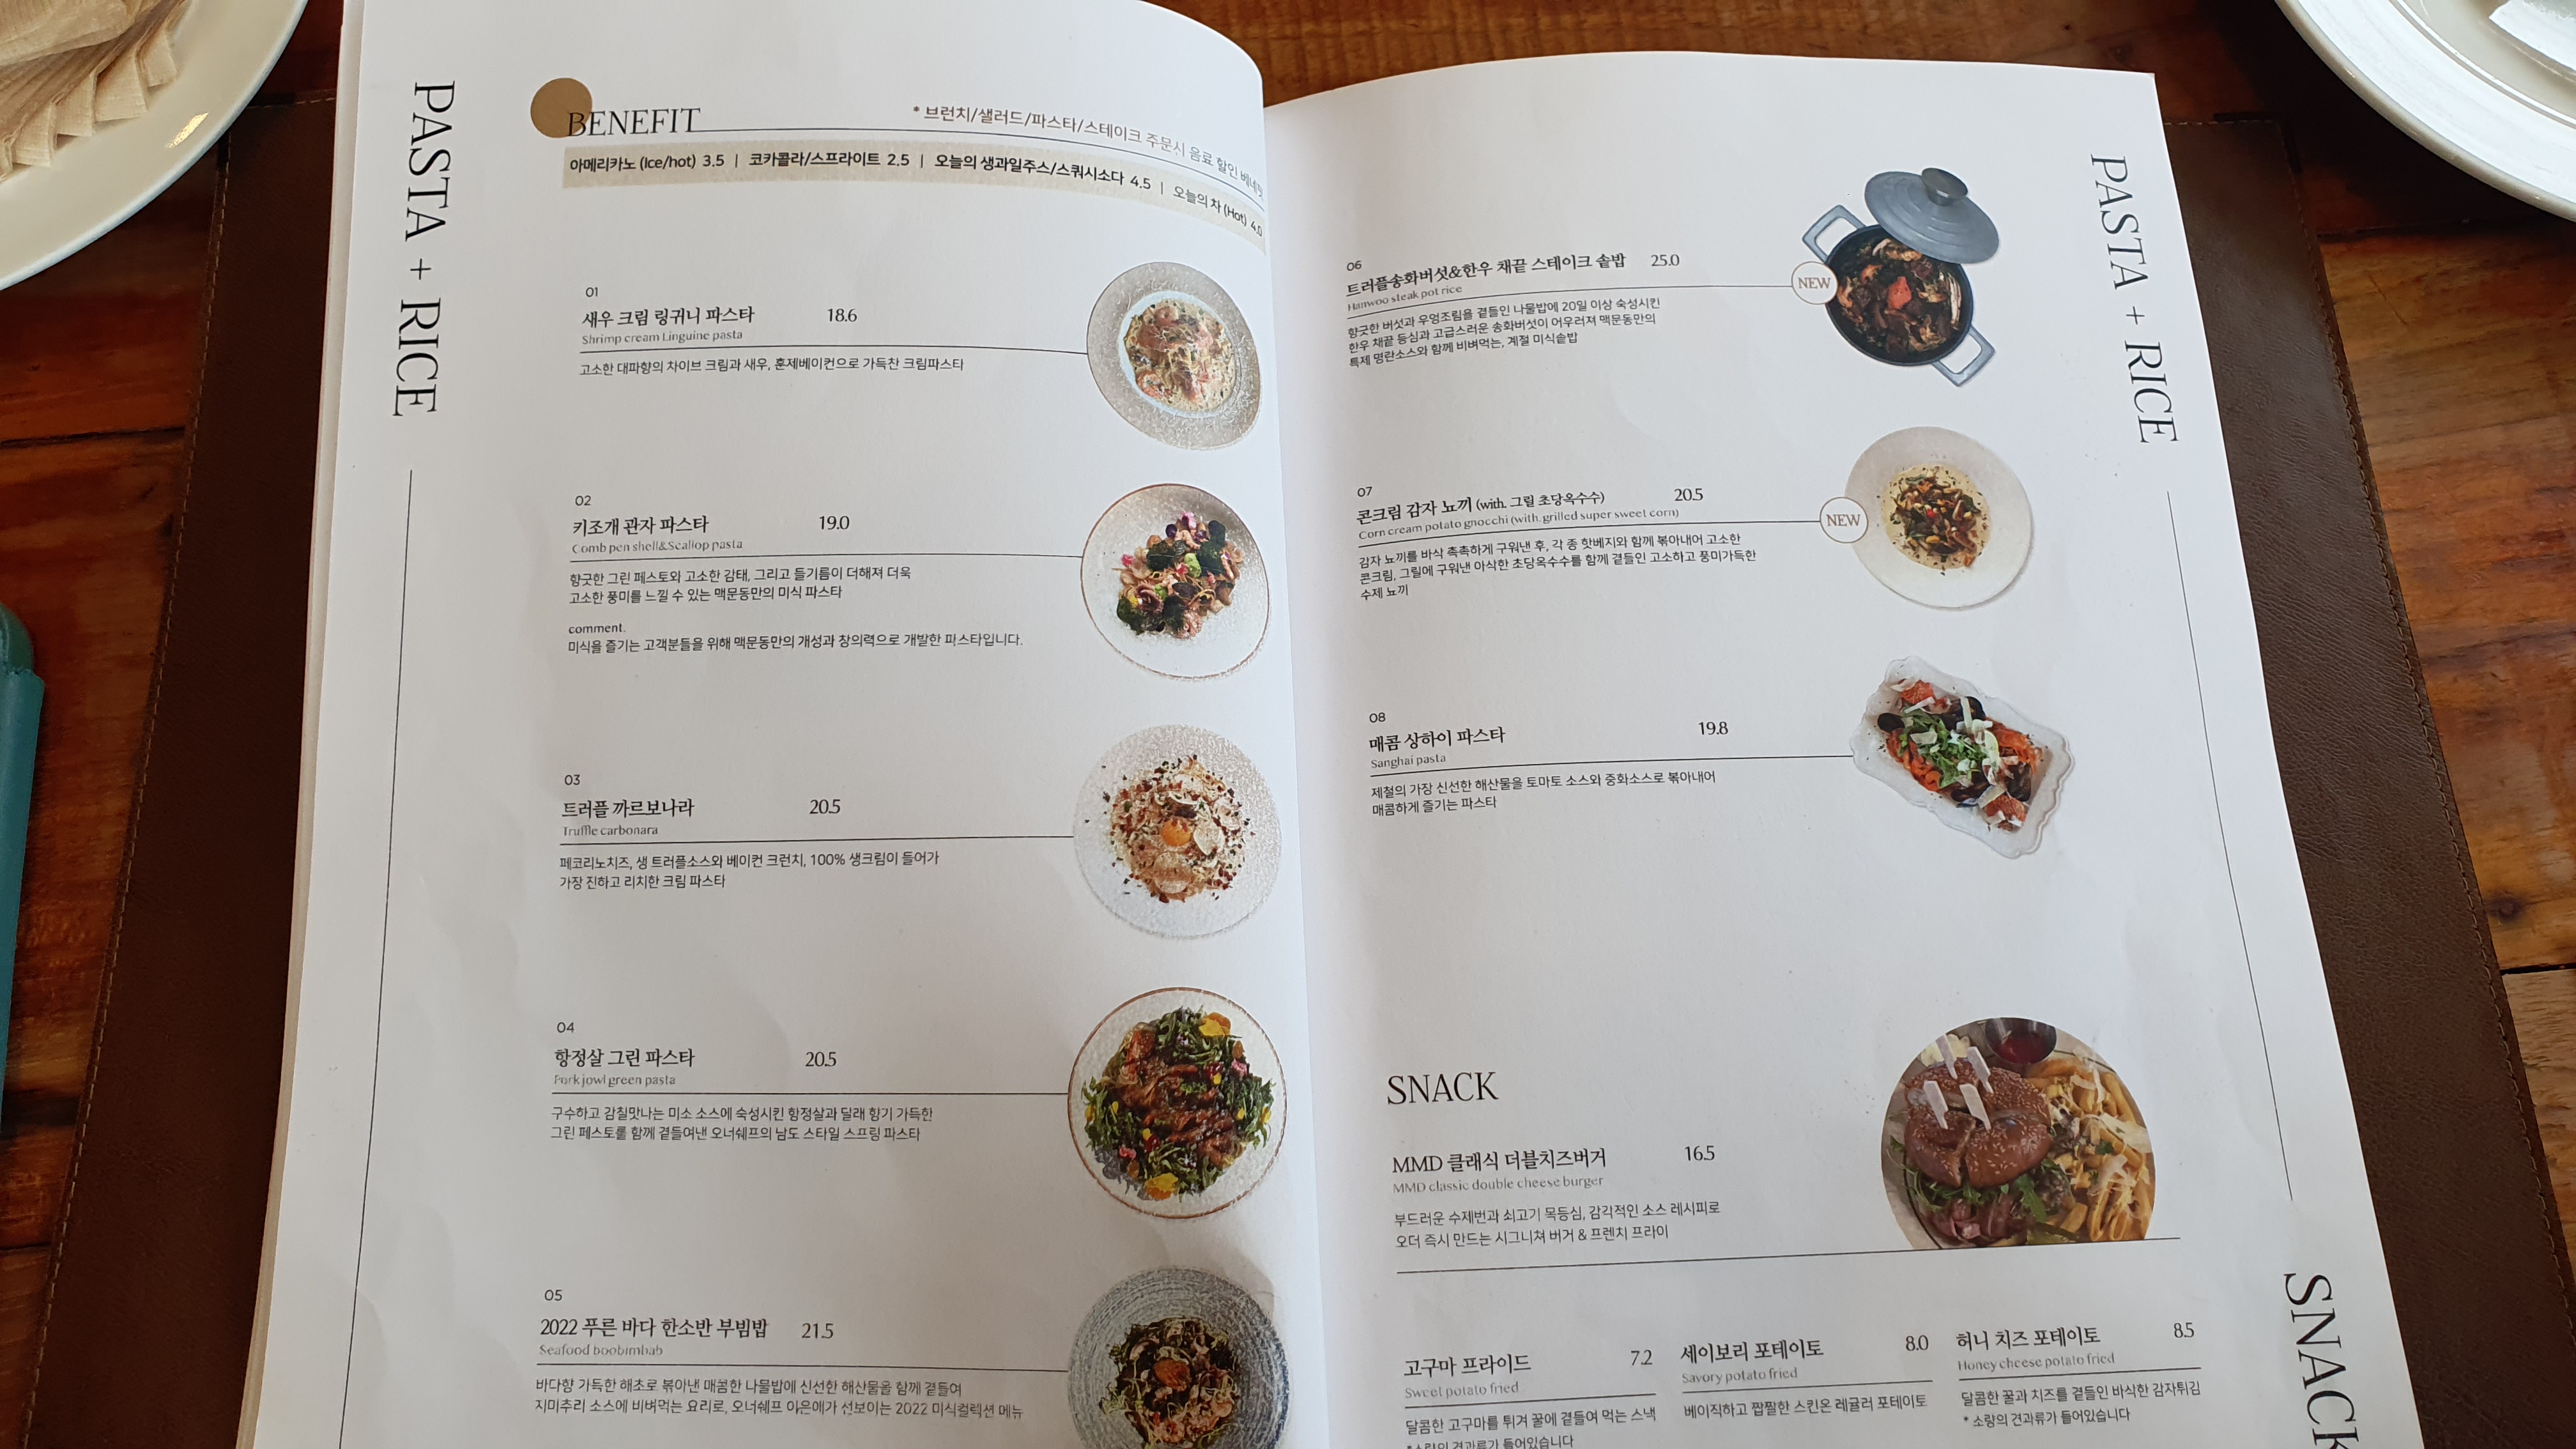 PASTA + RICE
BENEFIT
* 브런치/샐러드/파스타/스테이크 주문시 음료 할인 베네핏
아메리카노 (Ice/hot) 3.5 | 코카콜라/스프라이트 2.5 | 오늘의 생과일주스/스쿼시소다 4.5 | 오늘의 차 (Hot) 4.0
01
새우 크림 링귀니 파스타 18.6
Shrimp cream Linguine pasta
고소한 대파향의 차이브 크림과 새우, 훈제베이컨으로 가득찬 크림파스타
02
키조개 관자 파스타 19.0
Comb pen shell&Scallop pasta
향긋한 그린 페스토와 고소한 감태, 그리고 들기름이 더해져 더욱
고소한 풍미를 느낄 수 있는 맥문동만의 미식 파스타
comment.
미식을 즐기는 고객분들을 위해 맥문동만의 개성과 창의력으로 개발한 파스타입니다.
03
트러플 까르보나라 20.5
Truffle carbonara
페코리노치즈, 생 트러플소스와 베이컨 크런치, 100% 생크림이 들어가
가장 진하고 리치한 크림 파스타
04
항정살 그린 파스타 20.5
Pork jowl green pasta
구수하고 감칠맛나는 미소 소스에 숙성시킨 항정살과 달래 향기 가득한
그린 페스토를 함께 곁들여낸 오너쉐프의 남도 스타일 스프링 파스타
05
2022 푸른 바다 한소반 부빔밥 21.5
Seafood boobimbab
바다향 가득한 해초로 볶아낸 매콤한 나물밥에 신선한 해산물을 함께 곁들여
지미추리 소스에 비벼먹는 요리로, 오너쉐프 이은애가 선보이는 2022 미식컬렉션 메뉴
PASTA + RICE
06
트러플송화버섯&한우 채끝 스테이크 솥밥 25.0
Hanwoo steak pot rice
NEW
향긋한 버섯과 우엉조림을 곁들인 나물밥에 20일 이상 숙성시킨
한우 채끝 등심과 고급스러운 송화버섯이 어우러져 맥문동만의
특제 명란소스와 함께 비벼먹는, 계절 미식솥밥
07
콘크림 감자 뇨끼 (with. 그릴 초당옥수수) 20.5
Corn cream potato gnocchi (with. grilled super sweet corn)
NEW
감자 뇨끼를 바삭 촉촉하게 구워낸 후, 각 종 핫베지와 함께 볶아내어 고소한
콘크림, 그릴에 구워낸 아삭한 초당옥수수를 함께 곁들인 고소하고 풍미가득한
수제 뇨끼
08
매콤 상하이 파스타 19.8
Sanghai pasta
제철의 가장 신선한 해산물을 토마토 소스와 중화소스로 볶아내어
매콤하게 즐기는 파스타
SNACK
MMD 클래식 더블치즈버거 16.5
MMD classic double cheese burger
부드러운 수제번과 쇠고기 목등심, 감각적인 소스 레시피로
오더 즉시 만드는 시그니쳐 버거 & 프렌치 프라이
고구마 프라이드 7.2
Sweet potato fried
달콤한 고구마를 튀겨 꿀에 곁들여 먹는 스낵
*소량의 견과류가 들어있습니다
세이보리 포테이토 8.0
Savory potato fried
베이직하고 짭짤한 스킨온 레귤러 포테이토
허니 치즈 포테이토 8.5
Honey cheese potato fried
달콤한 꿀과 치즈를 곁들인 바삭한 감자튀김
* 소량의 견과류가 들어있습니다
SNACK